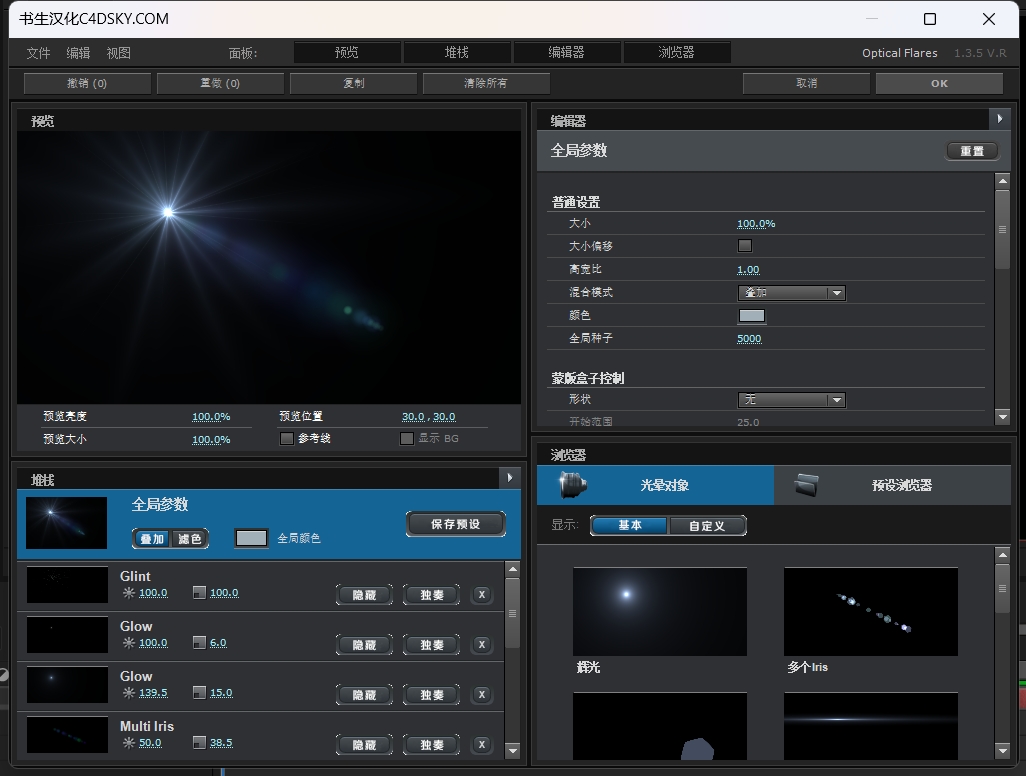 书生汉化C4DSKY.COM
文件 编辑 视图 面板: 预览 堆栈 编辑器 浏览器 Optical Flares 1.3.5 V.R
撤销 (0) 重做 (0) 复制 清除所有 取消 OK
预览
预览亮度 100.0% 预览位置 30.0 , 30.0
预览大小 100.0% 参考线 显示 BG
堆栈
全局参数
叠加 滤色 全局颜色 保存预设
Glint
100.0 100.0 隐藏 独奏 X
Glow
100.0 6.0 隐藏 独奏 X
Glow
139.5 15.0 隐藏 独奏 X
Multi Iris
50.0 38.5 隐藏 独奏 X
编辑器
全局参数 重置
普通设置
大小 100.0%
大小偏移
高宽比 1.00
混合模式 叠加
颜色
全局种子 5000
蒙版盒子控制
形状 无
开始范围 25.0
浏览器
光晕对象 预设浏览器
显示: 基本 自定义
辉光 多个Iris